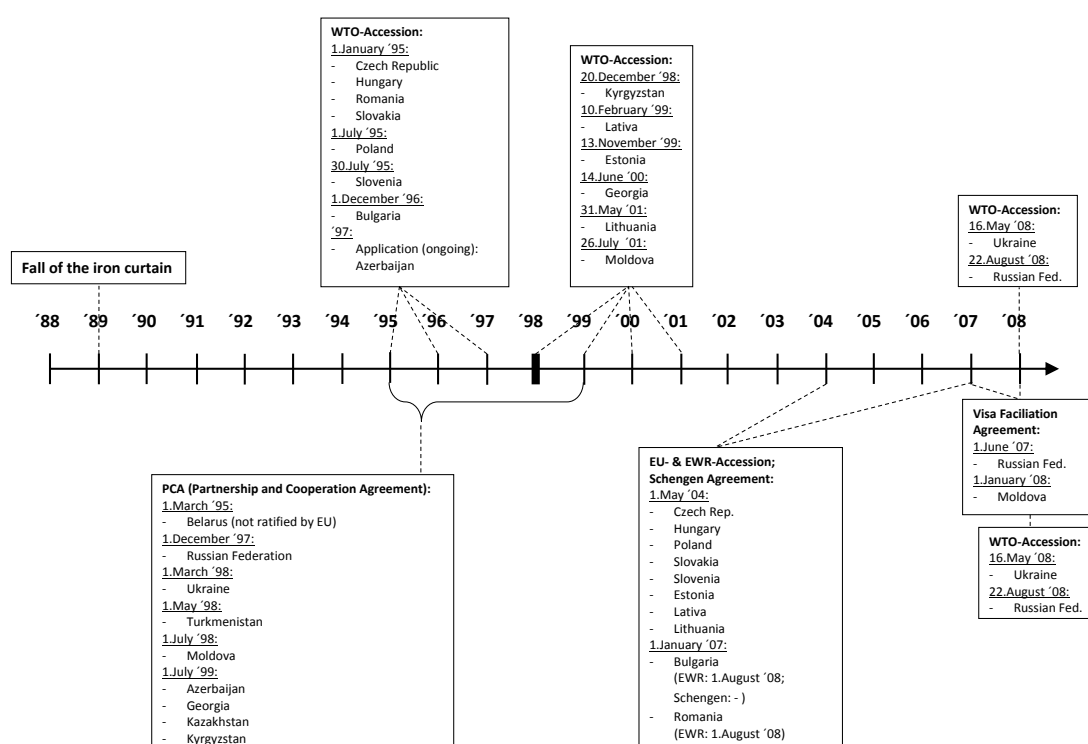 WTO-Accession:
1.January ´95:
- Czech Republic
- Hungary
- Romania
- Slovakia
1.July ´95:
- Poland
30.July ´95:
- Slovenia
1.December ´96:
- Bulgaria
´97:
- Application (ongoing):
Azerbaijan
WTO-Accession:
20.December ´98:
- Kyrgyzstan
10.February ´99:
- Lativa
13.November ´99:
- Estonia
14.June ´00:
- Georgia
31.May ´01:
- Lithuania
26.July ´01:
- Moldova
WTO-Accession:
16.May ´08:
- Ukraine
22.August ´08:
- Russian Fed.
Fall of the iron curtain
´88 ´89 ´90 ´91 ´92 ´93 ´94 ´95 ´96 ´97 ´98 ´99 ´00 ´01 ´02 ´03 ´04 ´05 ´06 ´07 ´08
PCA (Partnership and Cooperation Agreement):
1.March ´95:
- Belarus (not ratified by EU)
1.December ´97:
- Russian Federation
1.March ´98:
- Ukraine
1.May ´98:
- Turkmenistan
1.July ´98:
- Moldova
1.July ´99:
- Azerbaijan
- Georgia
- Kazakhstan
- Kyrgyzstan
EU- & EWR-Accession;
Schengen Agreement:
1.May ´04:
- Czech Rep.
- Hungary
- Poland
- Slovakia
- Slovenia
- Estonia
- Lativa
- Lithuania
1.January ´07:
- Bulgaria
(EWR: 1.August ´08;
Schengen: - )
- Romania
(EWR: 1.August ´08)
Visa Faciliation
Agreement:
1.June ´07:
- Russian Fed.
1.January ´08:
- Moldova
WTO-Accession:
16.May ´08:
- Ukraine
22.August ´08:
- Russian Fed.